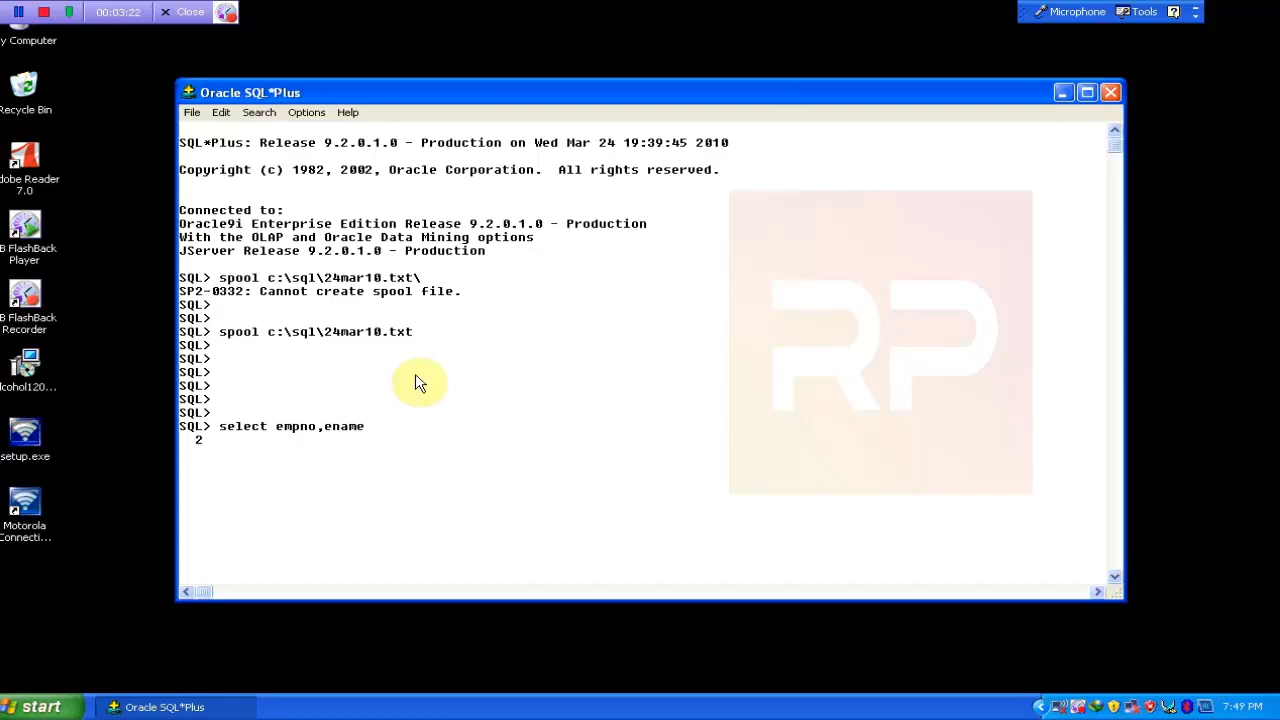 00:03:22
Close
Microphone
Tools
y Computer
Recycle Bin
dobe Reader
7.0
B FlashBack
Player
B FlashBack
Recorder
lcohol120...
setup.exe
Motorola
Connecti...
Oracle SQL*Plus
File Edit Search Options Help
SQL*Plus: Release 9.2.0.1.0 - Production on Wed Mar 24 19:39:45 2010
Copyright (c) 1982, 2002, Oracle Corporation.  All rights reserved.
Connected to:
Oracle9i Enterprise Edition Release 9.2.0.1.0 - Production
With the OLAP and Oracle Data Mining options
JServer Release 9.2.0.1.0 - Production
SQL> spool c:\sql\24mar10.txt\
SP2-0332: Cannot create spool file.
SQL>
SQL>
SQL> spool c:\sql\24mar10.txt
SQL>
SQL>
SQL>
SQL>
SQL>
SQL>
SQL> select empno,ename
2
RP
start
Oracle SQL*Plus
7:49 PM